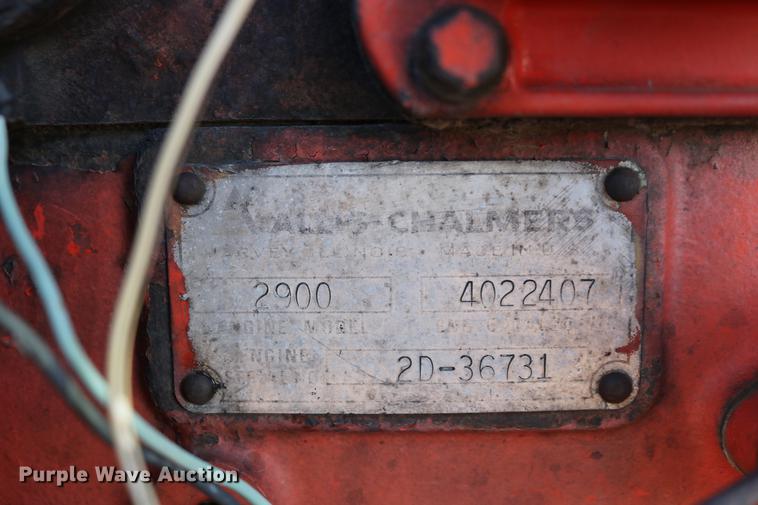 ALLIS-CHALMERS
2900 4022407
ENGINE MODEL
ENGINE
2D-36731
Purple Wave Auction